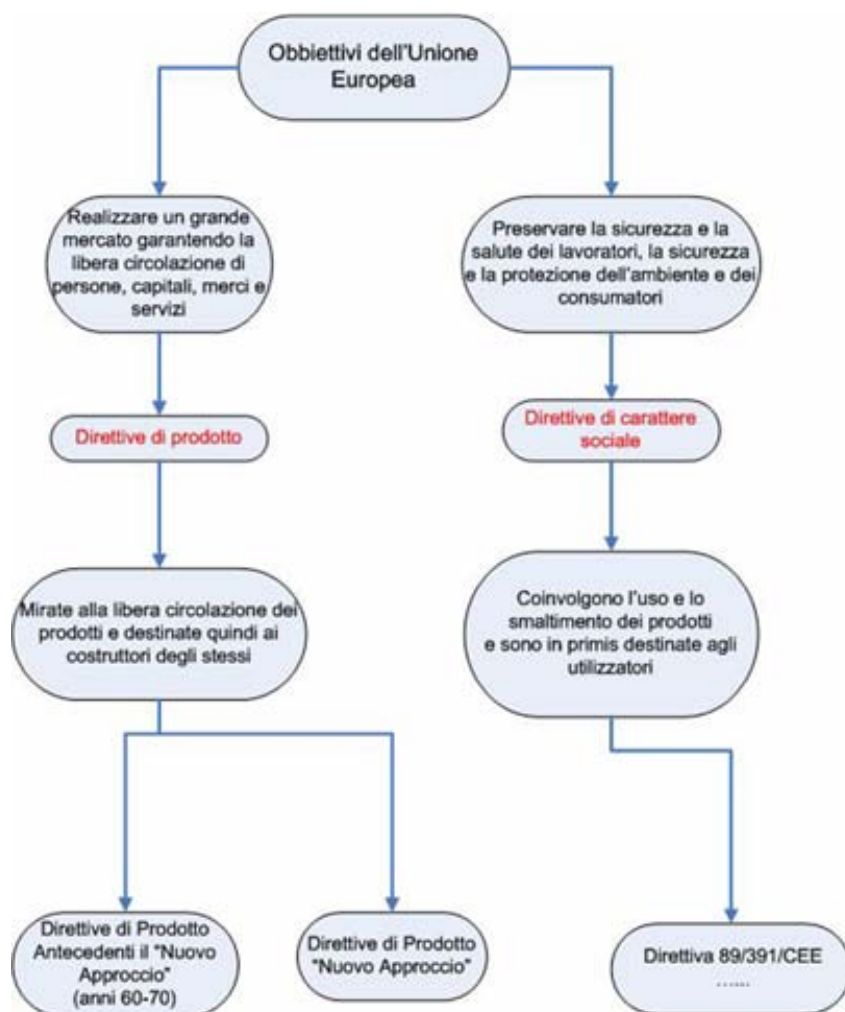 Obbiettivi dell'Unione
Europea
Realizzare un grande
mercato garantendo la
libera circolazione di
persone, capitali, merci e
servizi
Preservare la sicurezza e la
salute dei lavoratori, la sicurezza
e la protezione dell'ambiente e dei
consumatori
Direttive di prodotto
Direttive di carattere
sociale
Mirate alla libera circolazione dei
prodotti e destinate quindi ai
costruttori degli stessi
Coinvolgono l'uso e lo
smaltimento dei prodotti
e sono in primis destinate agli
utilizzatori
Direttive di Prodotto
Antecedenti il "Nuovo
Approccio"
(anni 60-70)
Direttive di Prodotto
"Nuovo Approccio"
Direttiva 89/391/CEE
......